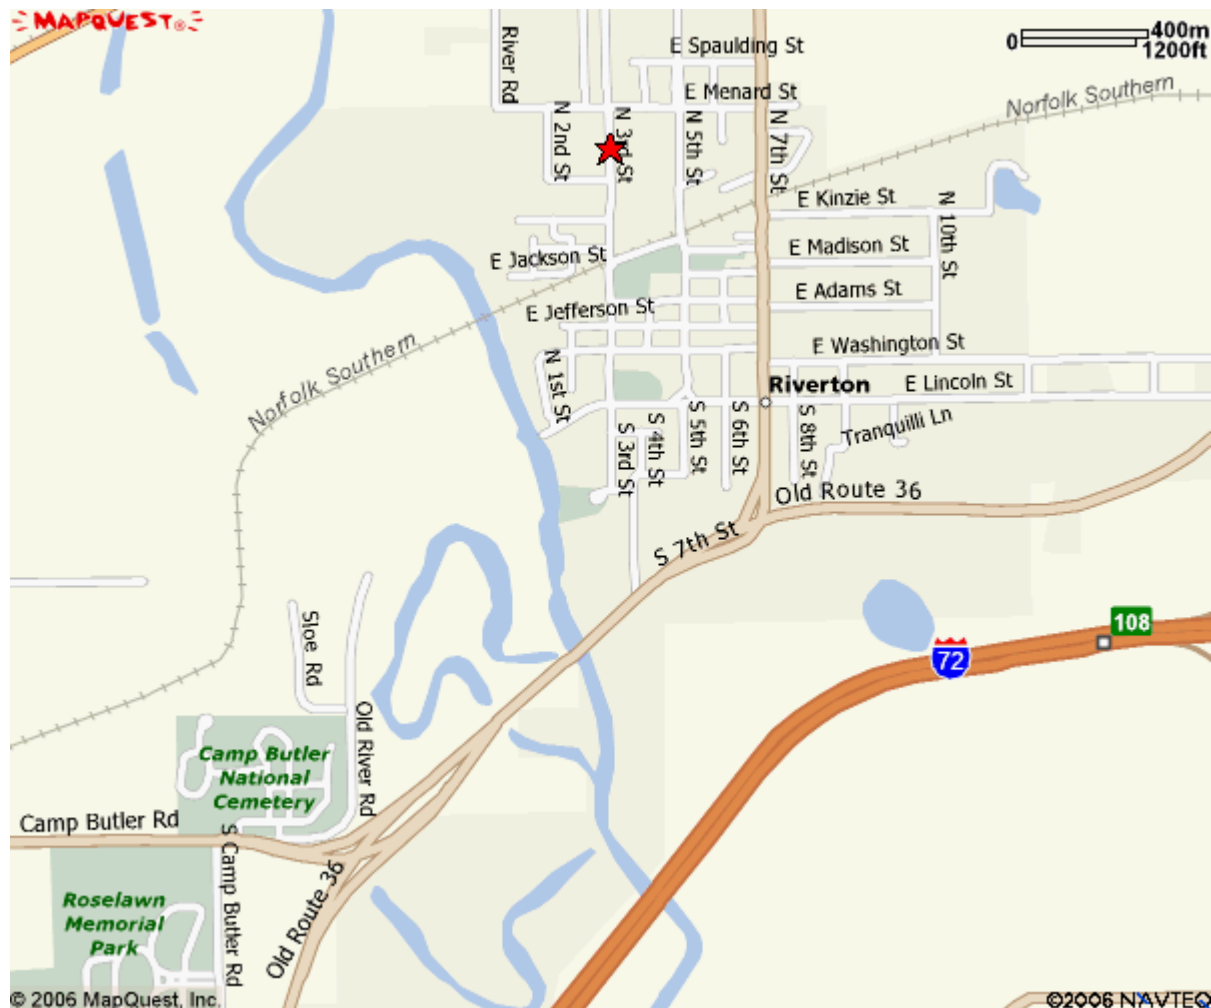 MAPQUEST®
0
400m
1200ft
River Rd
E Spaulding St
E Menard St
Norfolk Southern
N 2nd St
N 3rd St
N 5th St
N 7th St
E Kinzie St
N 10th St
E Jackson St
E Madison St
E Adams St
E Jefferson St
E Washington St
Norfolk Southern
N 1st St
Riverton
E Lincoln St
S 3rd St
S 4th St
S 5th St
S 6th St
S 8th St
Tranquilli Ln
Old Route 36
S 7th St
108
72
Sloe Rd
Old River Rd
Camp Butler
National
Cemetery
Camp Butler Rd
S Camp Butler Rd
Old Route 36
Roselawn
Memorial
Park
© 2006 MapQuest, Inc.
©2006 NAVTEQ